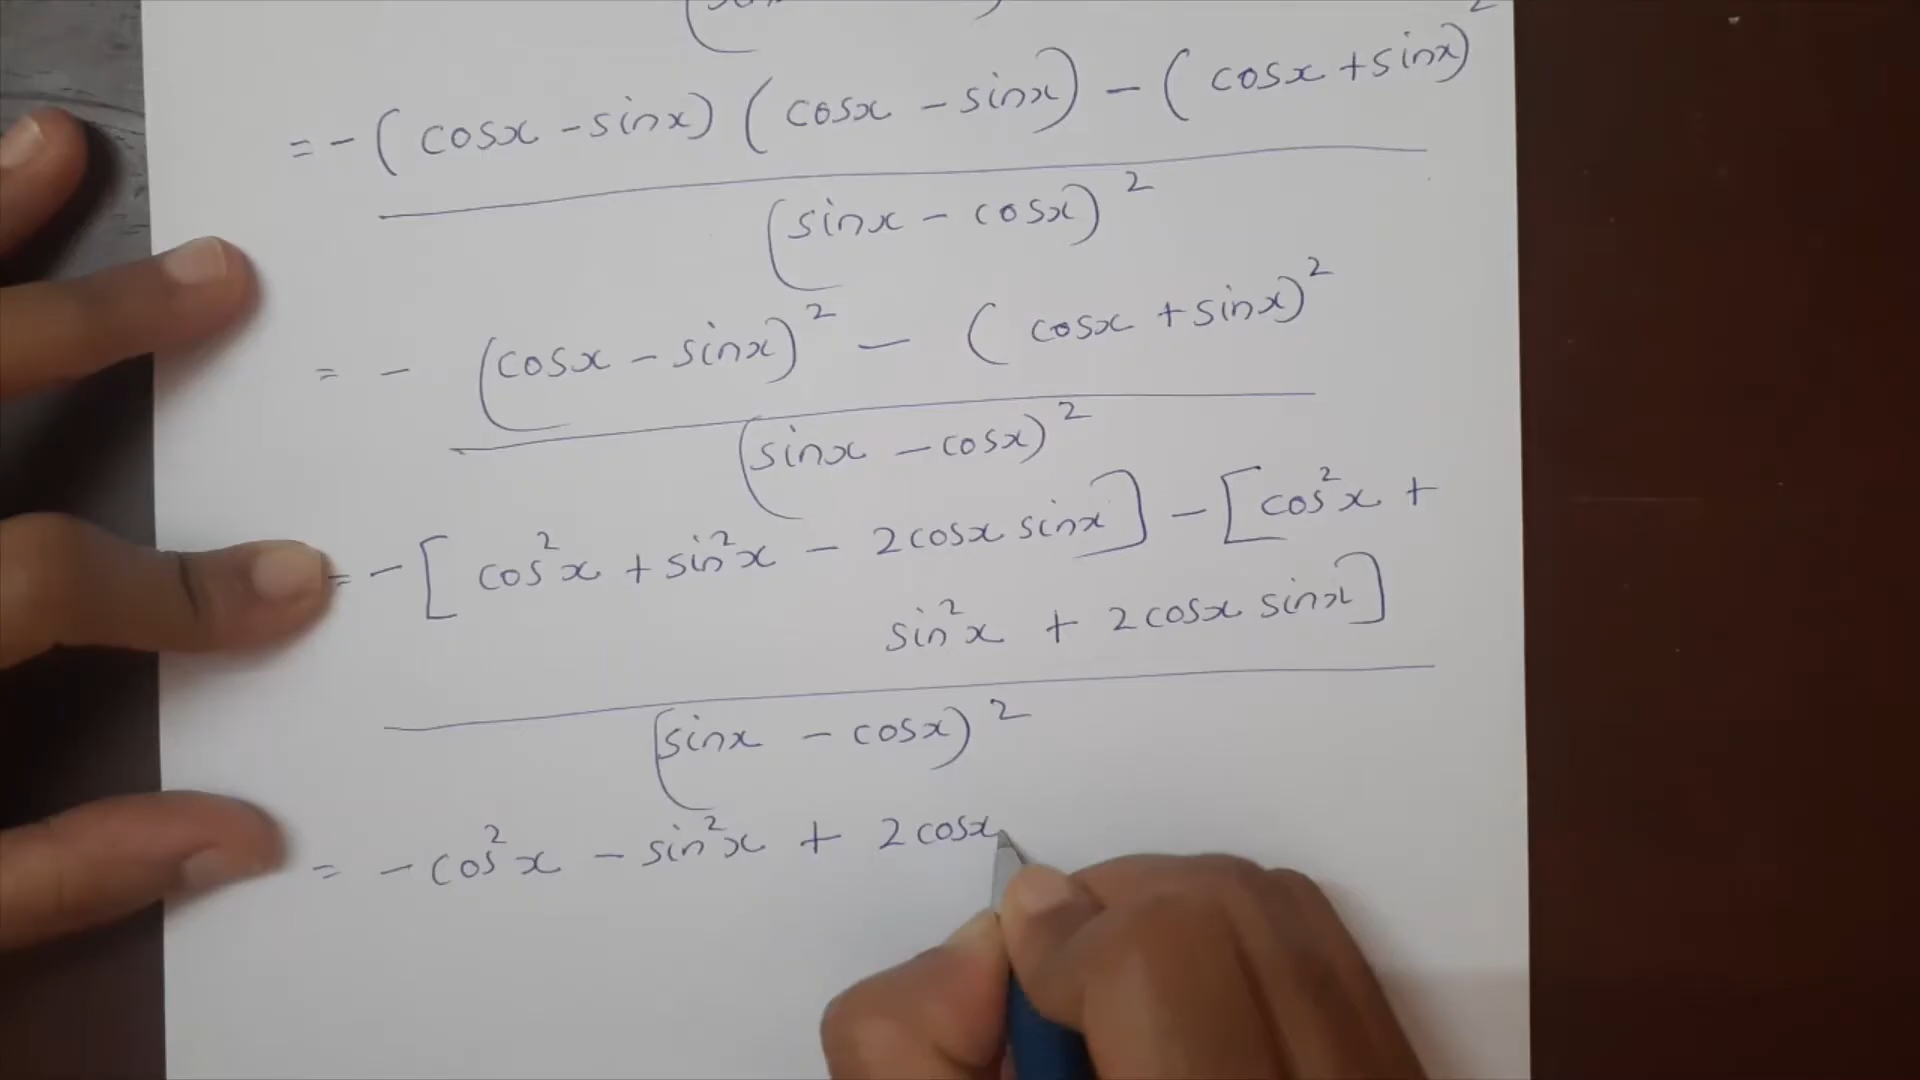 = - (cosx - sinx) (cosx - sinx) - (cosx + sinx)²
(sinx - cosx)²
= - (cosx - sinx)² - (cosx + sinx)²
(sinx - cosx)²
= - [cos²x + sin²x - 2cosx sinx] - [cos²x +
sin²x + 2cosx sinx]
(sinx - cosx)²
= - cos²x - sin²x + 2cosx